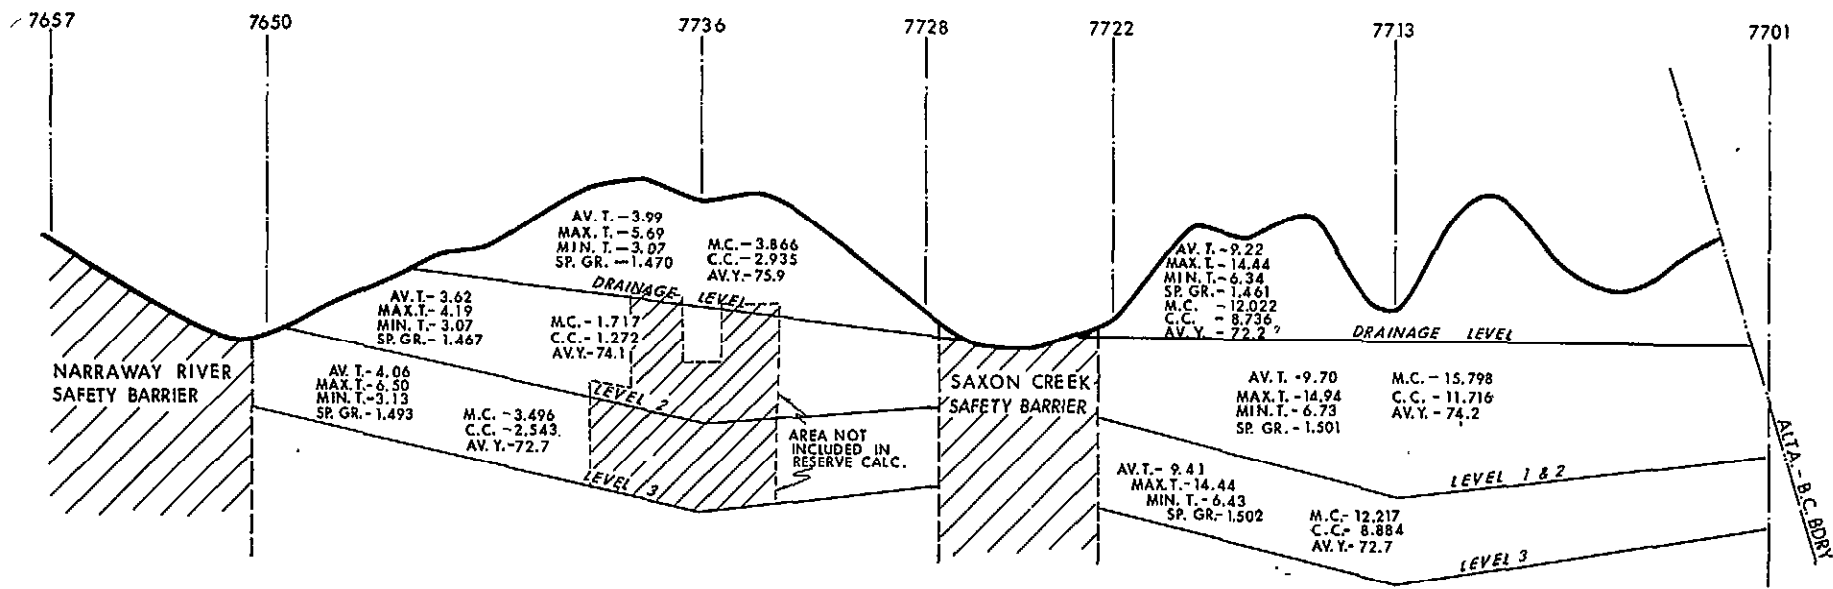 7657
7650
7736
7728
7722
7713
7701
AV. T. - 3.99
MAX. T. - 5.69
MIN. T. - 3.07
SP. GR. - 1.470
M.C. - 3.866
C.C. - 2.935
AV.Y. - 75.9
DRAINAGE LEVEL
AV.T. - 3.62
MAX.T. - 4.19
MIN. T. - 3.07
SP. GR. - 1.467
M.C. - 1.717
C.C. - 1.272
AV.Y. - 74.1
NARRAWAY RIVER
SAFETY BARRIER
AV. T. - 4.06
MAX.T. - 6.50
MIN.T. - 3.13
SP. GR. - 1.493
M.C. - 3.496
C.C. - 2.543
AV. Y. - 72.7
LEVEL 2
LEVEL 3
AREA NOT
INCLUDED IN
RESERVE CALC.
SAXON CREEK
SAFETY BARRIER
AV. T. - 9.22
MAX.T. - 14.44
MIN.T. - 6.34
SP. GR. - 1.461
M.C. - 12.022
C.C. - 8.736
AV.Y. - 72.2
DRAINAGE LEVEL
AV. T. - 9.70
MAX.T. - 14.94
MIN.T. - 6.73
SP. GR. - 1.501
M.C. - 15.798
C.C. - 11.716
AV.Y. - 74.2
LEVEL 1 & 2
AV. T. - 9.41
MAX.T. - 14.44
MIN. T. - 6.43
SP. GR. - 1.502
M.C. - 12.217
C.C. - 8.884
AV.Y. - 72.7
LEVEL 3
ALTA. - B.C. BDRY